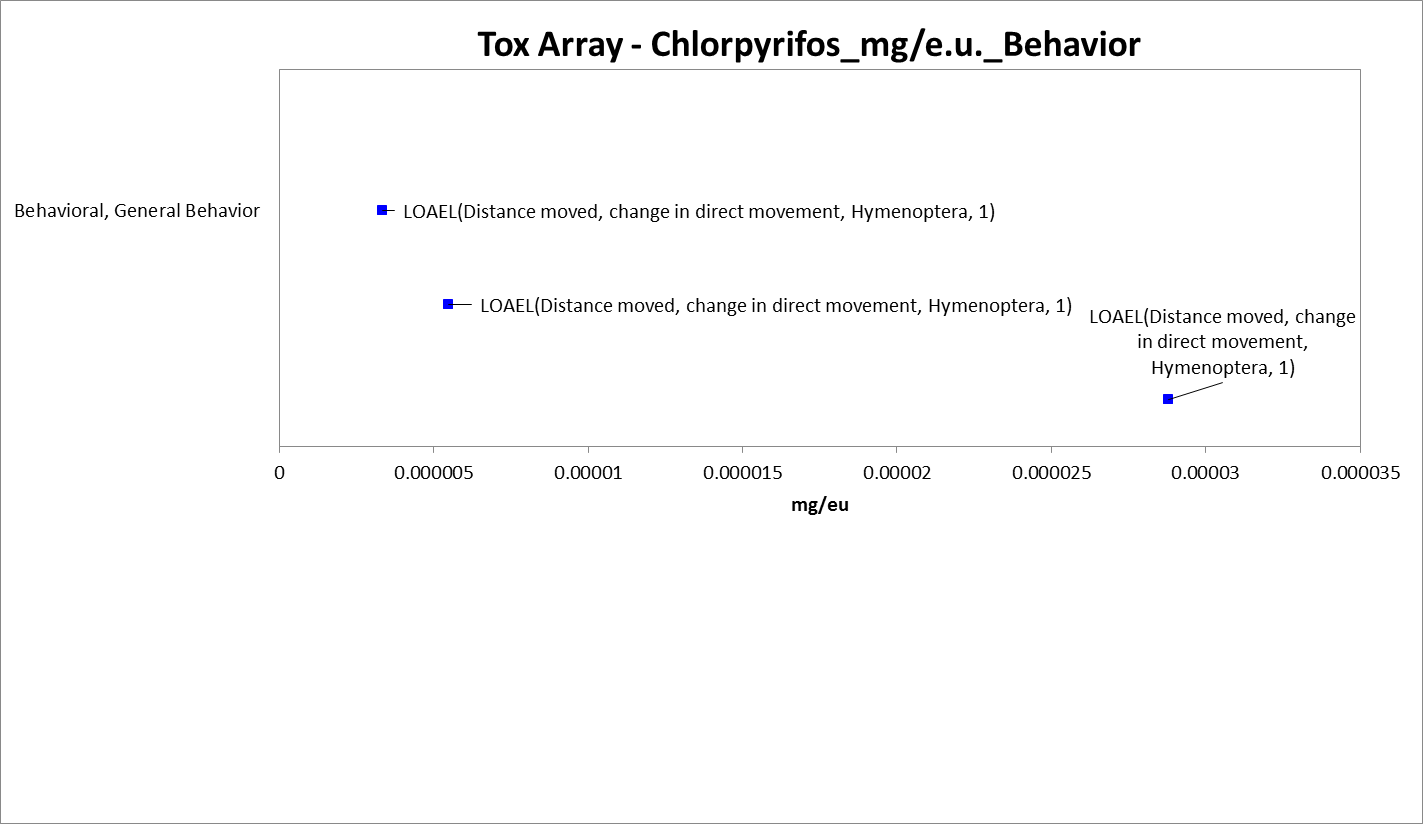 Tox Array - Chlorpyrifos_mg/e.u._Behavior
Behavioral, General Behavior
LOAEL(Distance moved, change in direct movement, Hymenoptera, 1)
LOAEL(Distance moved, change in direct movement, Hymenoptera, 1)
LOAEL(Distance moved, change
in direct movement,
Hymenoptera, 1)
0 0.000005 0.00001 0.000015 0.00002 0.000025 0.00003 0.000035
mg/eu